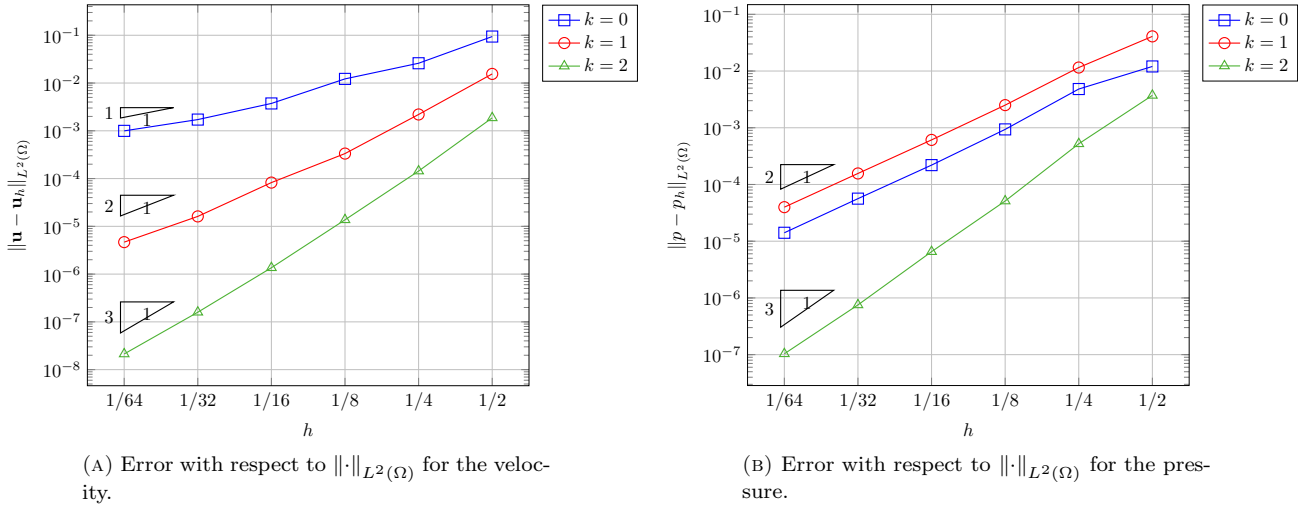 10⁻¹
10⁻²
10⁻³
10⁻⁴
10⁻⁵
10⁻⁶
10⁻⁷
10⁻⁸
‖u − u_h‖_{L²(Ω)}
1
1
2
1
3
1
1/64 1/32 1/16 1/8 1/4 1/2
h
k = 0
k = 1
k = 2
(A) Error with respect to ‖·‖_{L²(Ω)} for the veloc-
ity.
10⁻¹
10⁻²
10⁻³
10⁻⁴
10⁻⁵
10⁻⁶
10⁻⁷
‖p − p_h‖_{L²(Ω)}
2
1
3
1
1/64 1/32 1/16 1/8 1/4 1/2
h
k = 0
k = 1
k = 2
(B) Error with respect to ‖·‖_{L²(Ω)} for the pres-
sure.